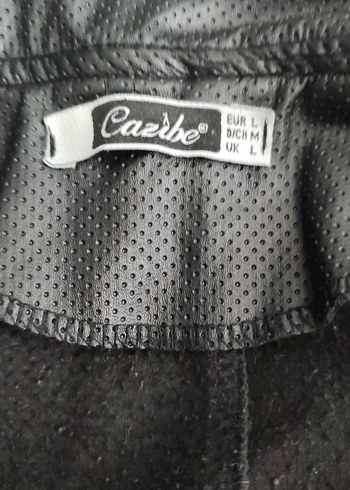 Cazibe®
EUR L
D/CH M
UK L